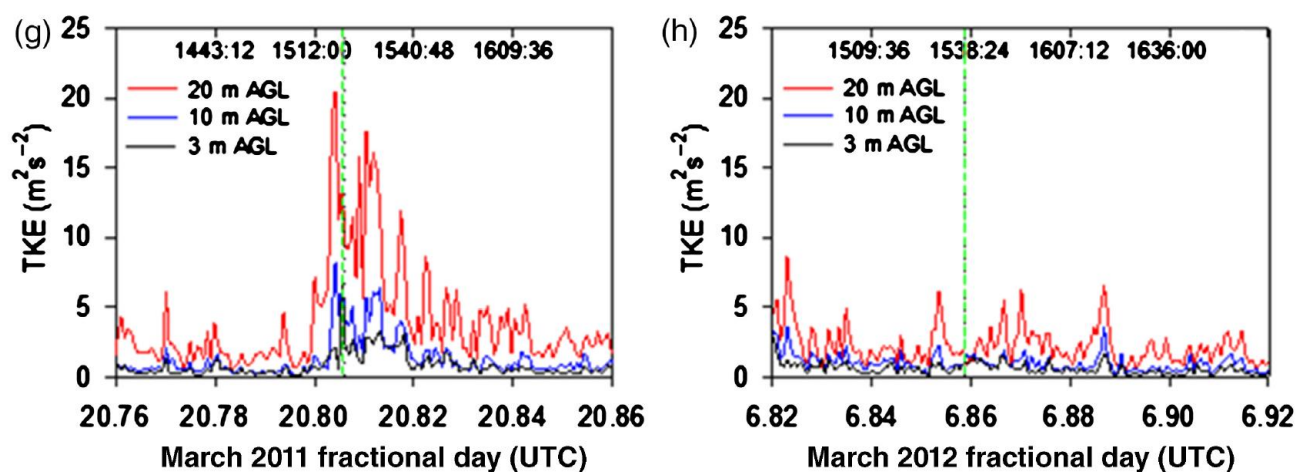 (g)
25
20
15
10
5
0
TKE (m²s⁻²)
1443:12 1512:00 1540:48 1609:36
20 m AGL
10 m AGL
3 m AGL
20.76 20.78 20.80 20.82 20.84 20.86
March 2011 fractional day (UTC)
(h)
25
20
15
10
5
0
TKE (m²s⁻²)
1509:36 1538:24 1607:12 1636:00
20 m AGL
10 m AGL
3 m AGL
6.82 6.84 6.86 6.88 6.90 6.92
March 2012 fractional day (UTC)